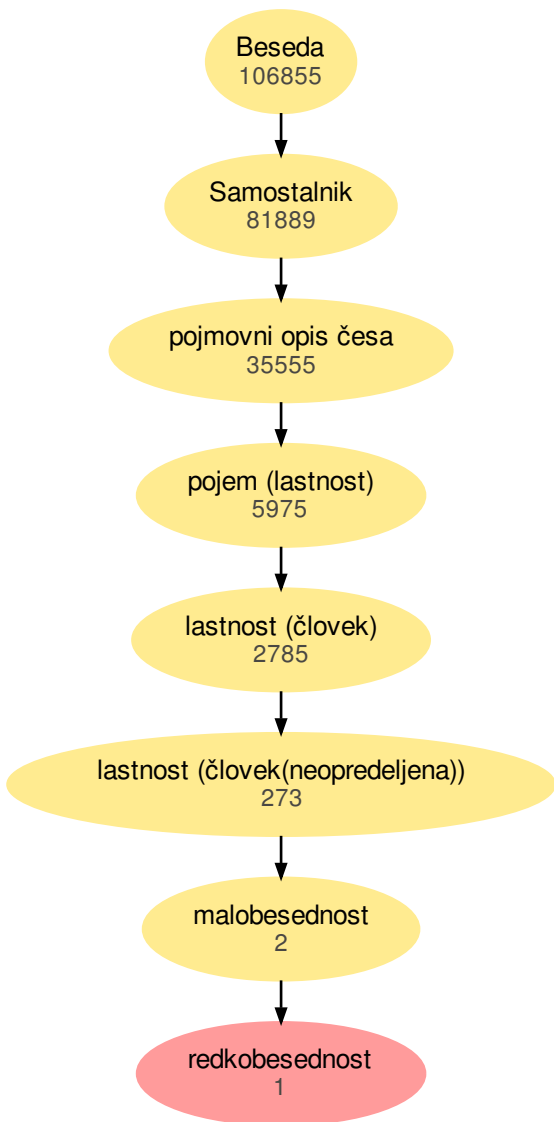 Beseda
106855
Samostalnik
81889
pojmovni opis česa
35555
pojem (lastnost)
5975
lastnost (človek)
2785
lastnost (človek(neopredeljena))
273
malobesednost
2
redkobesednost
1